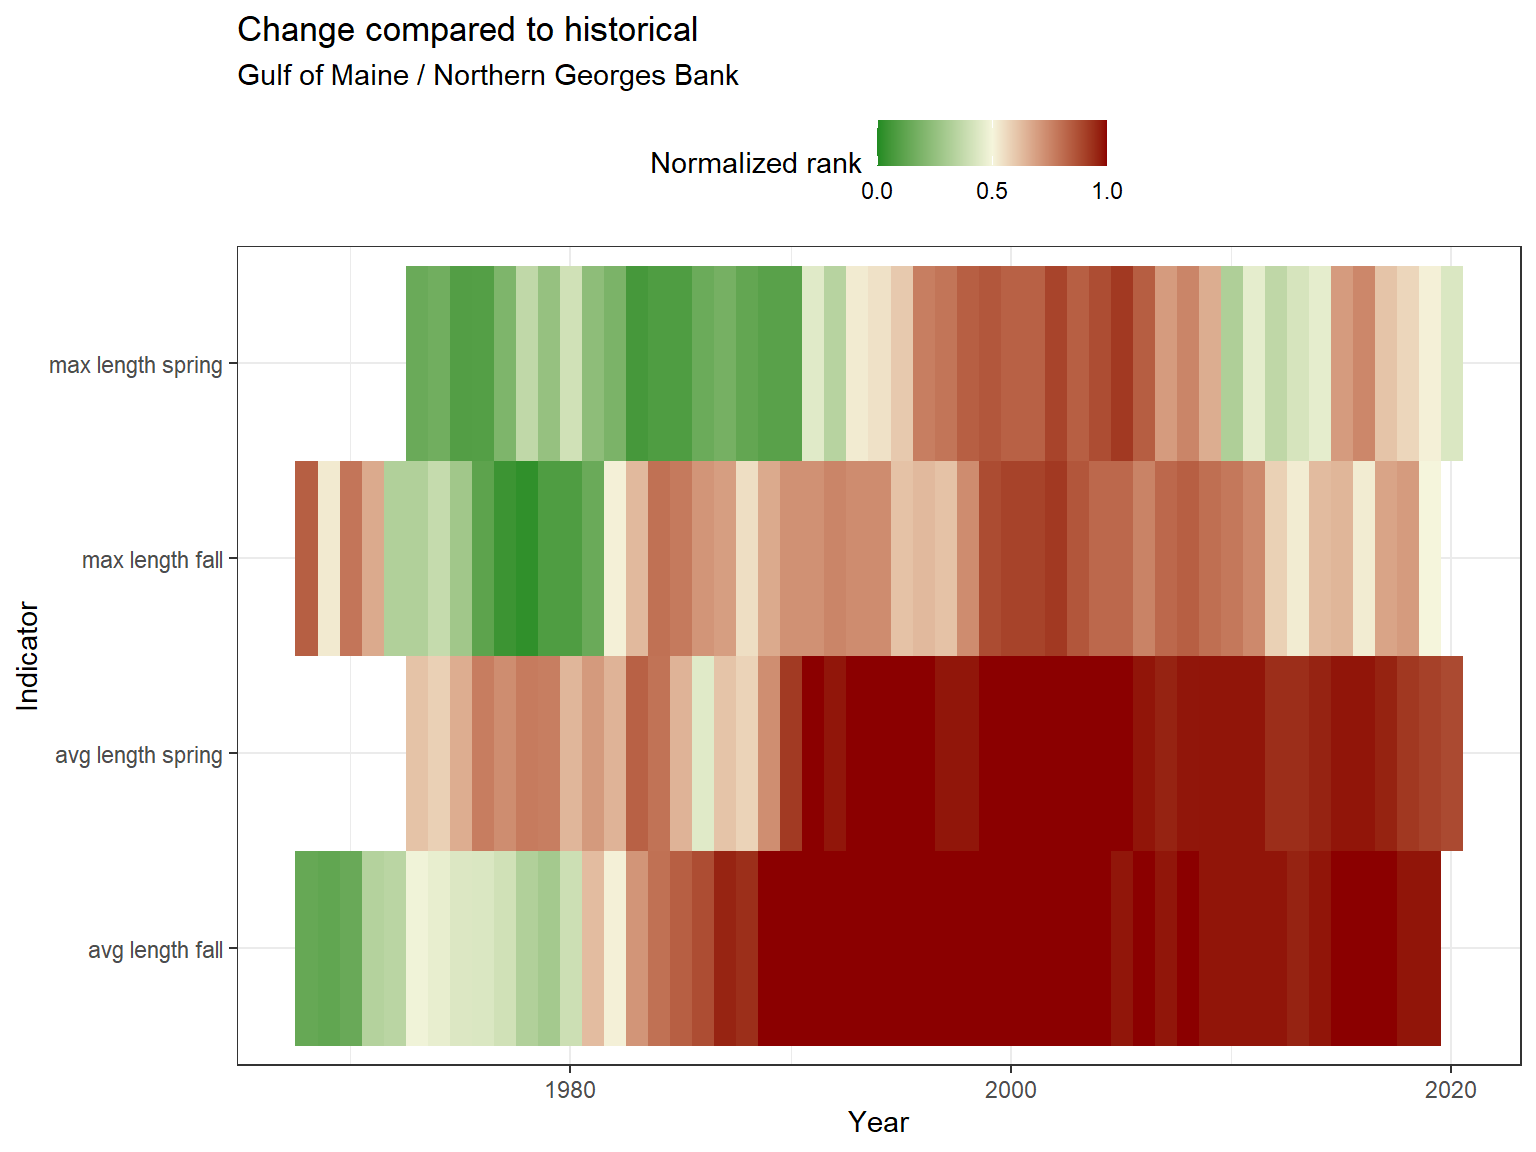 Change compared to historical
Gulf of Maine / Northern Georges Bank
Normalized rank
0.0 0.5 1.0
max length spring
max length fall
avg length spring
avg length fall
Indicator
1980 2000 2020
Year